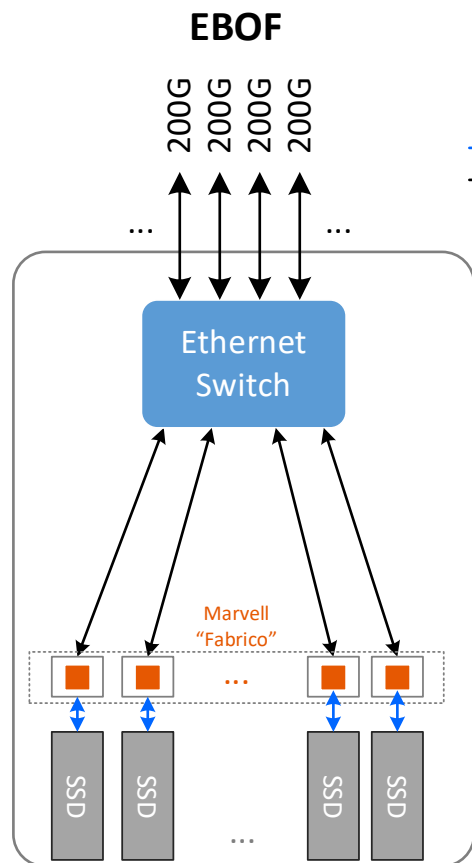 EBOF
200G 200G 200G 200G
... ...
Ethernet
Switch
Marvell
“Fabrico”
...
SSD SSD SSD SSD
...